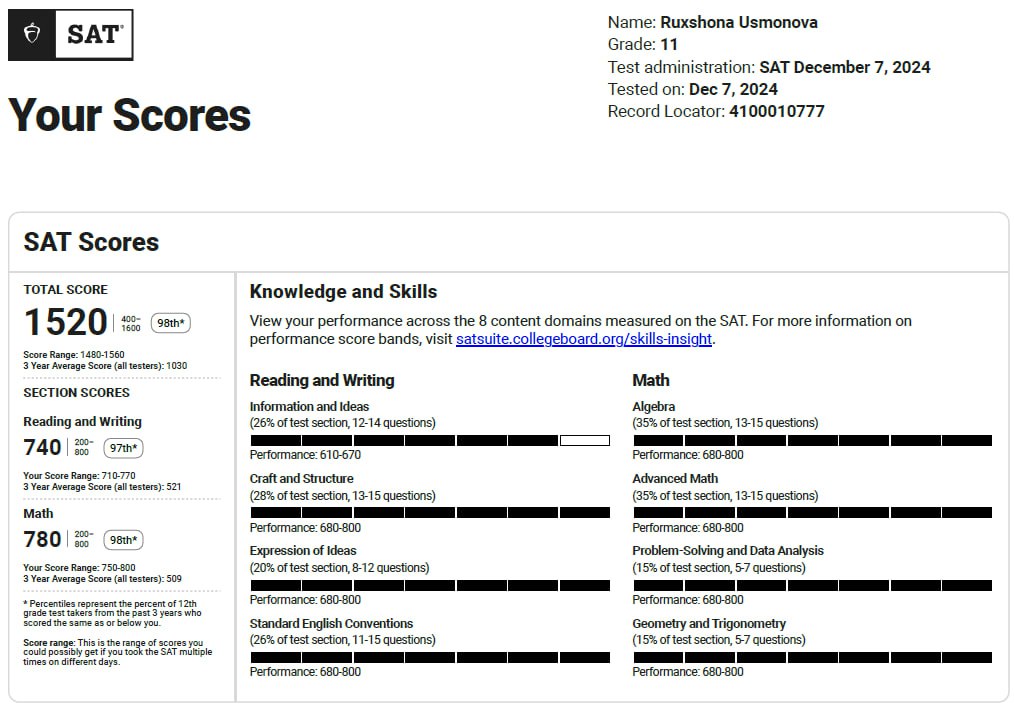 SAT®
Name: Ruxshona Usmonova
Grade: 11
Test administration: SAT December 7, 2024
Tested on: Dec 7, 2024
Record Locator: 4100010777
Your Scores
SAT Scores
TOTAL SCORE
1520
400–
1600
98th*
Score Range: 1480-1560
3 Year Average Score (all testers): 1030
SECTION SCORES
Reading and Writing
740
200–
800
97th*
Your Score Range: 710-770
3 Year Average Score (all testers): 521
Math
780
200–
800
98th*
Your Score Range: 750-800
3 Year Average Score (all testers): 509
* Percentiles represent the percent of 12th
grade test takers from the past 3 years who
scored the same as or below you.
Score range: This is the range of scores you
could possibly get if you took the SAT multiple
times on different days.
Knowledge and Skills
View your performance across the 8 content domains measured on the SAT. For more information on
performance score bands, visit satsuite.collegeboard.org/skills-insight.
Reading and Writing
Information and Ideas
(26% of test section, 12-14 questions)
Performance: 610-670
Craft and Structure
(28% of test section, 13-15 questions)
Performance: 680-800
Expression of Ideas
(20% of test section, 8-12 questions)
Performance: 680-800
Standard English Conventions
(26% of test section, 11-15 questions)
Performance: 680-800
Math
Algebra
(35% of test section, 13-15 questions)
Performance: 680-800
Advanced Math
(35% of test section, 13-15 questions)
Performance: 680-800
Problem-Solving and Data Analysis
(15% of test section, 5-7 questions)
Performance: 680-800
Geometry and Trigonometry
(15% of test section, 5-7 questions)
Performance: 680-800